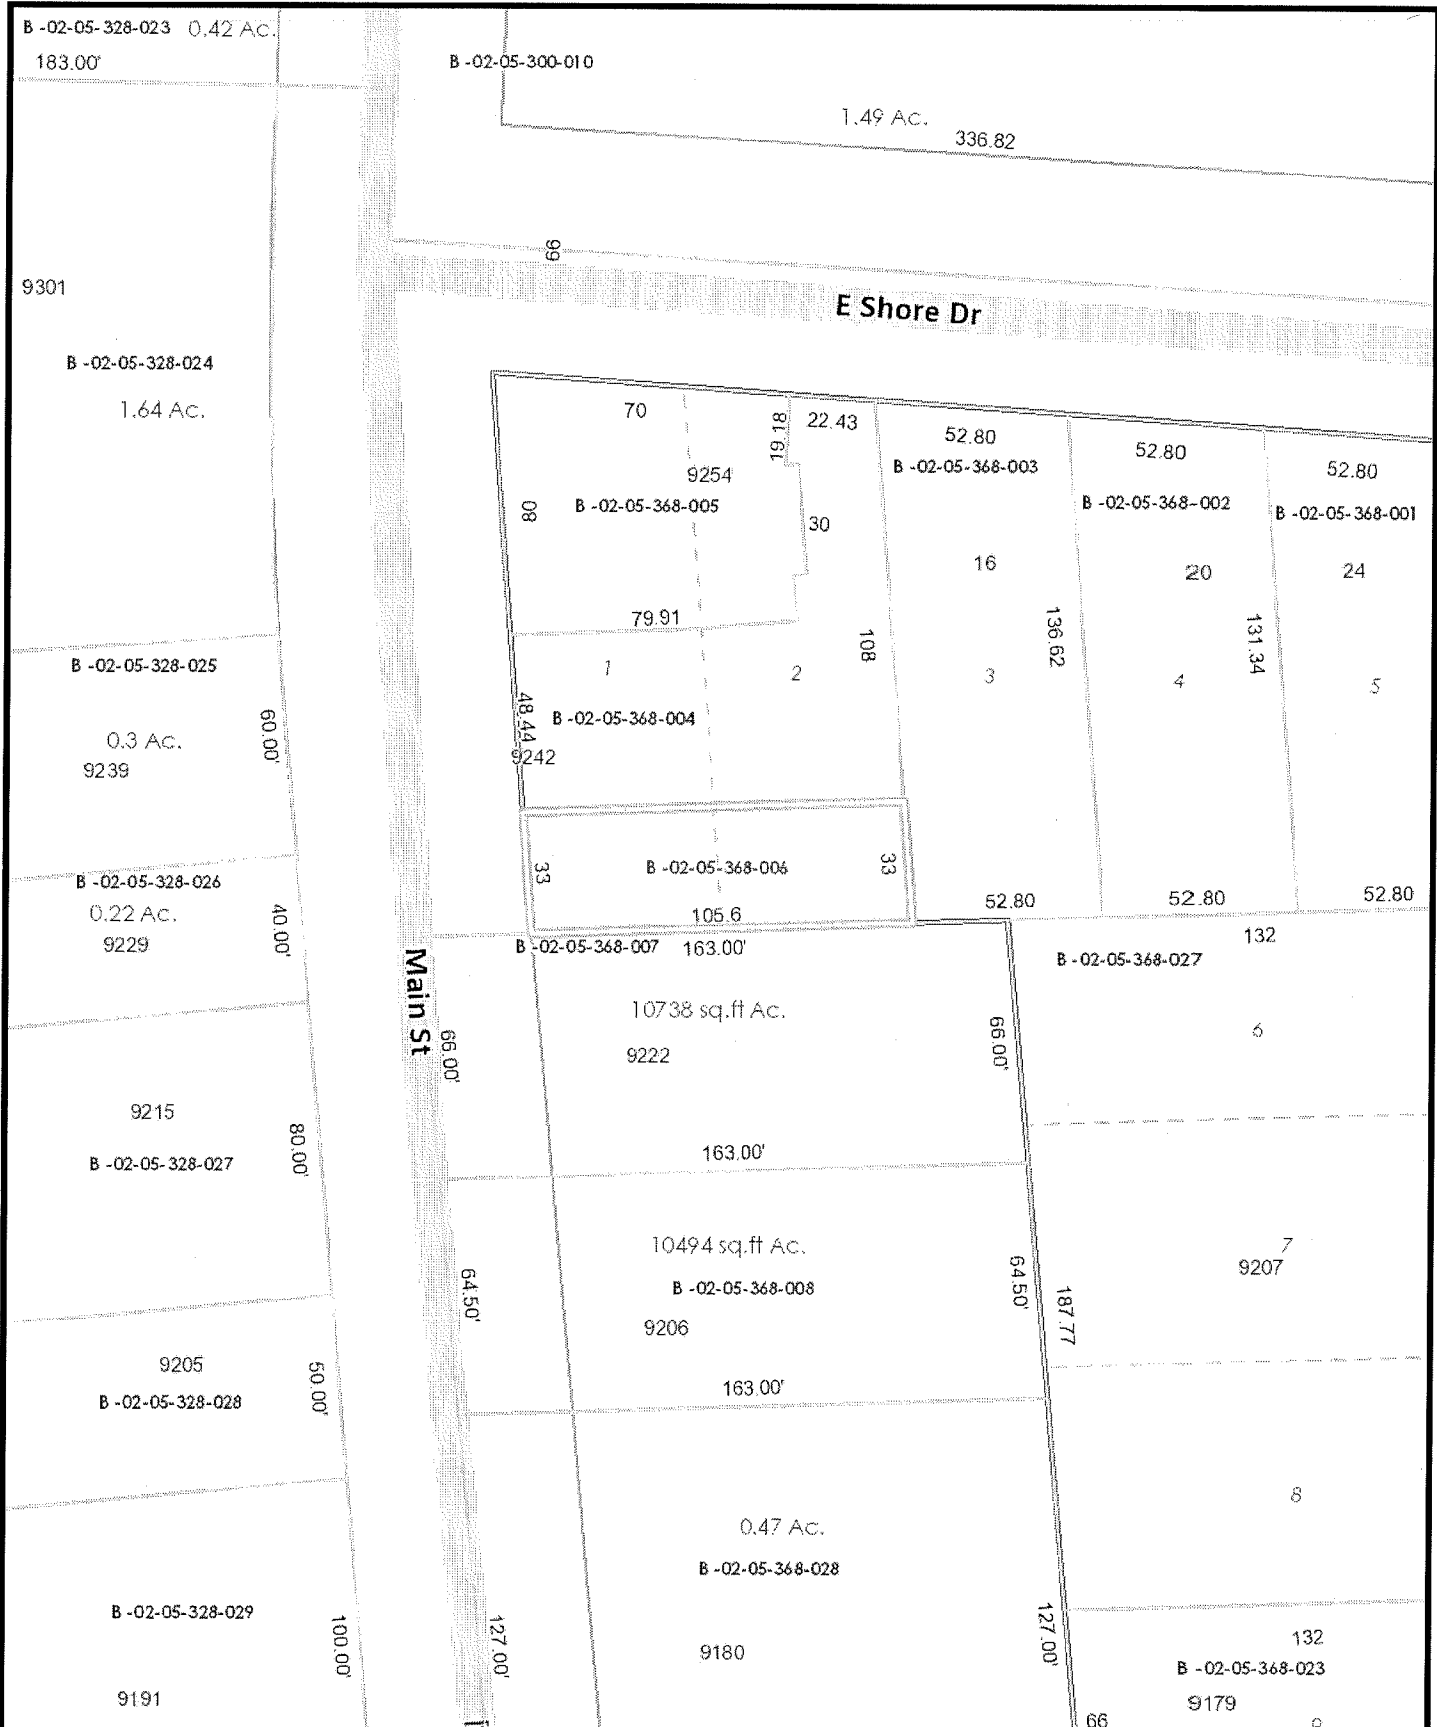 B -02-05-328-023 0.42 Ac.
183.00'
B -02-05-300-010
1.49 Ac.
336.82
99
9301
E Shore Dr
B -02-05-328-024
1.64 Ac.
70
19.18
22.43
52.80
52.80
52.80
9254
B -02-05-368-003
B -02-05-368-005
B -02-05-368-002
B -02-05-368-001
80
30
16
20
24
79.91
108
136.62
131.34
1
2
3
4
5
B -02-05-328-025
60.00'
0.3 Ac.
9239
48.44
B -02-05-368-004
9242
33
B -02-05-368-006
33
105.6
52.80
52.80
52.80
B -02-05-328-026
0.22 Ac.
9229
40.00'
B -02-05-368-007
163.00'
132
B -02-05-368-027
Main St
10738 sq.ft Ac.
9222
66.00'
66.00'
6
9215
B -02-05-328-027
80.00'
163.00'
10494 sq.ft Ac.
B -02-05-368-008
9206
64.50'
64.50'
187.77
7
9207
9205
B -02-05-328-028
50.00'
163.00'
8
0.47 Ac.
B -02-05-368-028
9180
B -02-05-328-029
9191
100.00'
127.00'
127.00'
132
B -02-05-368-023
9179
66